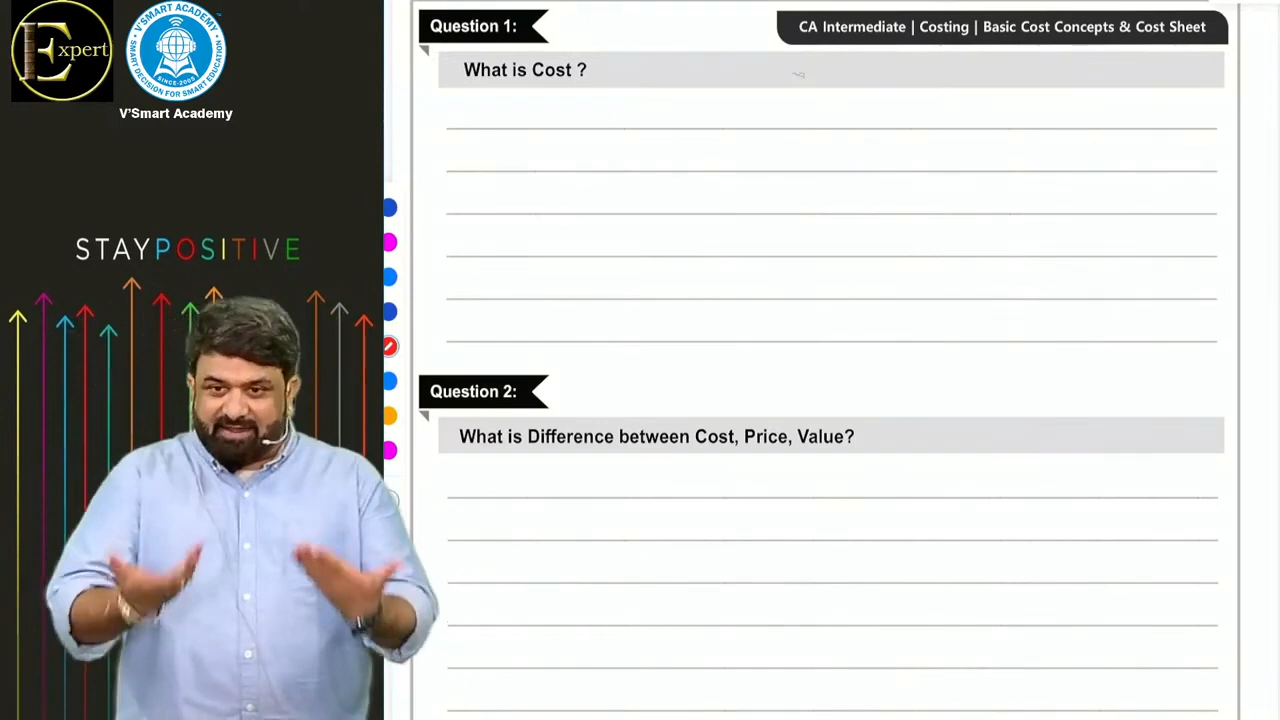 Expert
V'SMART ACADEMY
SMART DECISION FOR SMART EDUCATION
SINCE-2005
V'Smart Academy
STAYPOSITIVE
Question 1:
CA Intermediate | Costing | Basic Cost Concepts & Cost Sheet
What is Cost ?
Question 2:
What is Difference between Cost, Price, Value?